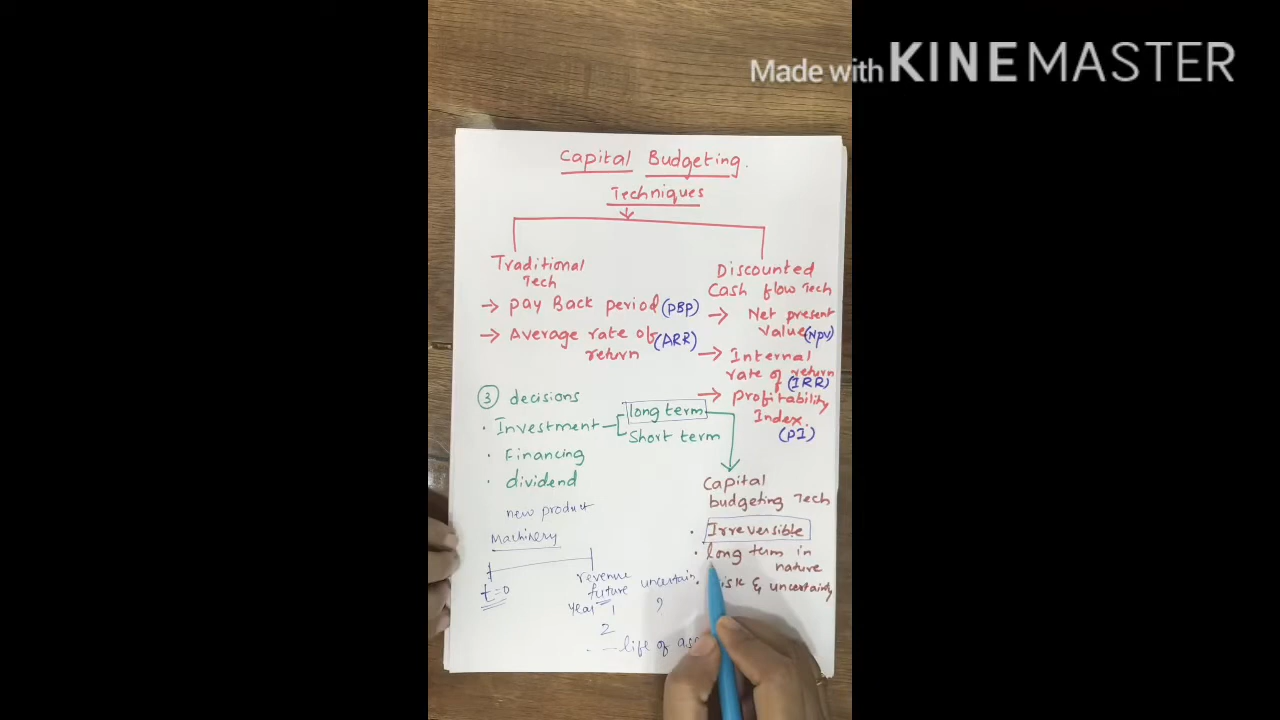 Made with KINEMASTER
Capital Budgeting.
Techniques
Traditional
Tech
→ Pay Back period (PBP)
→ Average rate of (ARR)
return
Discounted
Cash flow Tech
→ Net present
Value (NPV)
→ Internal
rate of return
(IRR)
→ Profitability
Index.
(PI)
③ decisions
· Investment
long term
Short term
· Financing
· dividend
Capital
budgeting Tech
· Irreversible
· long term in
nature
· isk & uncertainty
new product
Machinery
t=0
revenue
future uncertain
Year 1 ?
2
life of ass